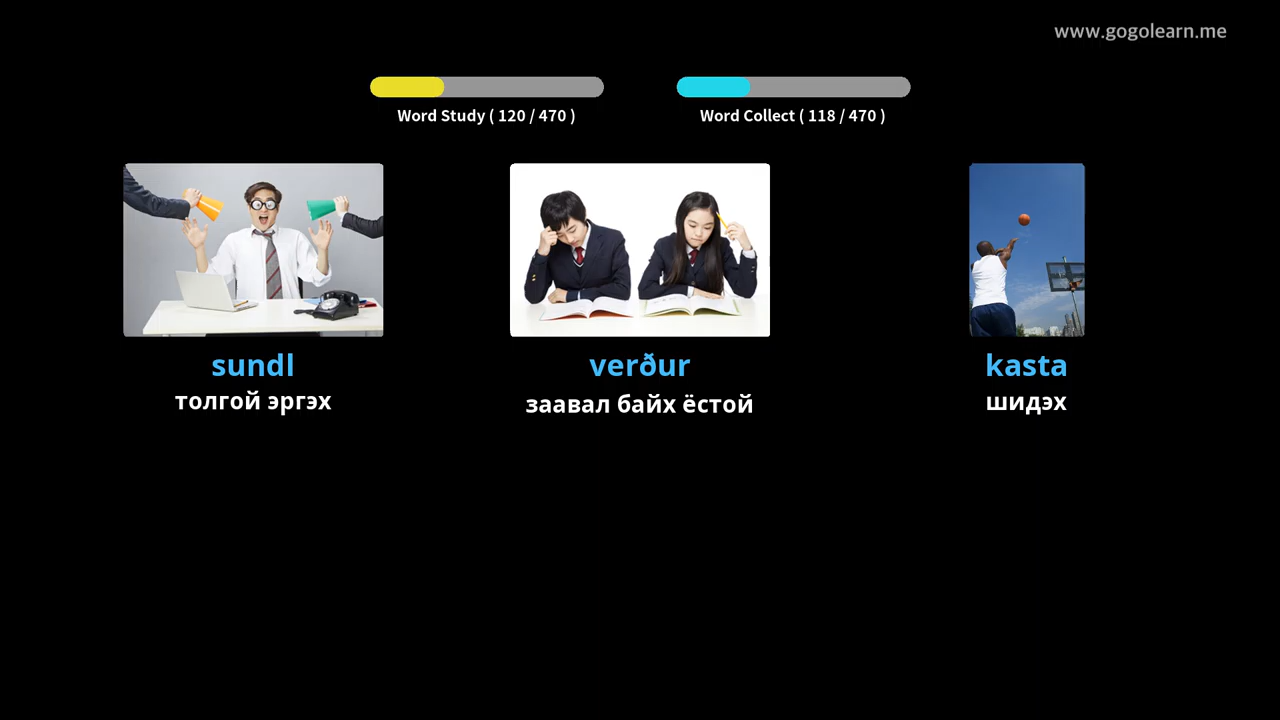 www.gogolearn.me
Word Study ( 120 / 470 )
Word Collect ( 118 / 470 )
sundl
толгой эргэх
verður
заавал байх ёстой
kasta
шидэх